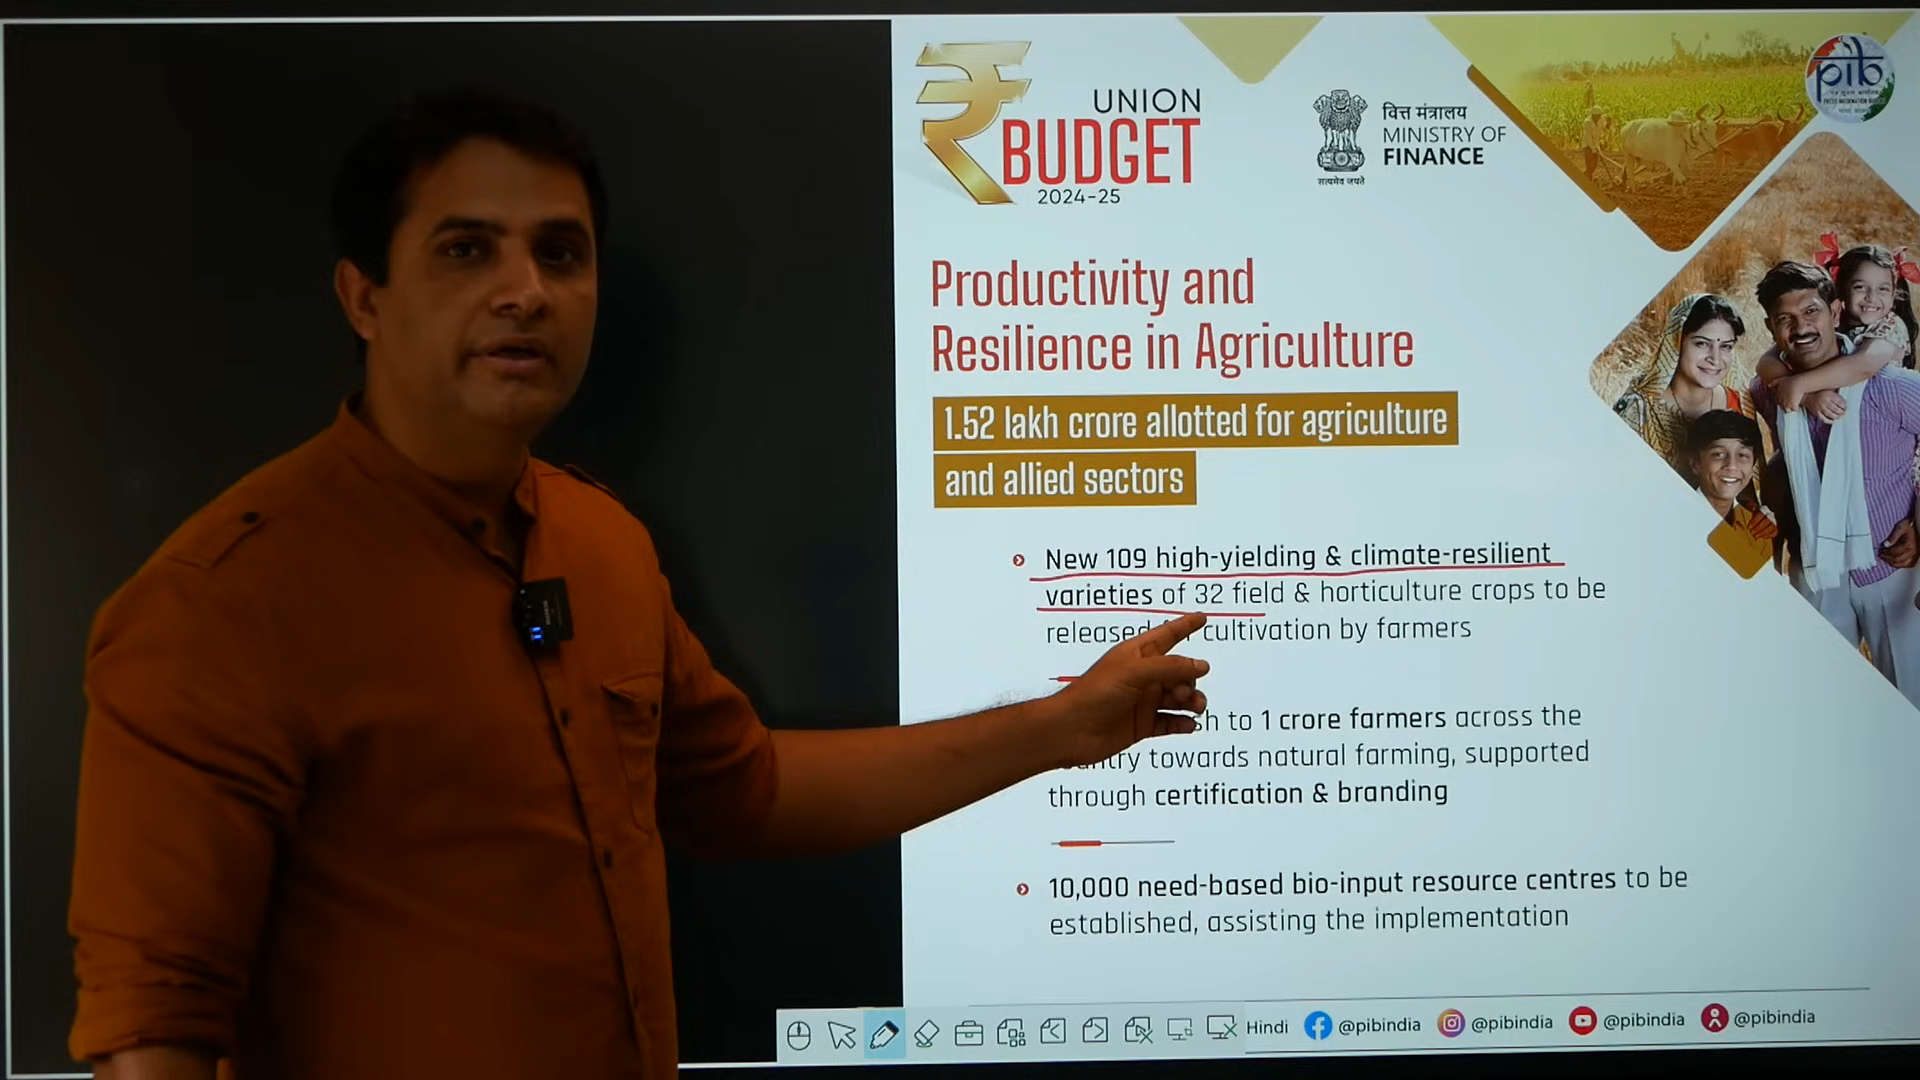 UNION
BUDGET
2024-25
सत्यमेव जयते
वित्त मंत्रालय
MINISTRY OF
FINANCE
pib
Productivity and
Resilience in Agriculture
1.52 lakh crore allotted for agriculture
and allied sectors
New 109 high-yielding & climate-resilient
varieties of 32 field & horticulture crops to be
released cultivation by farmers
to 1 crore farmers across the
towards natural farming, supported
through certification & branding
10,000 need-based bio-input resource centres to be
established, assisting the implementation
Hindi @pibindia @pibindia @pibindia @pibindia